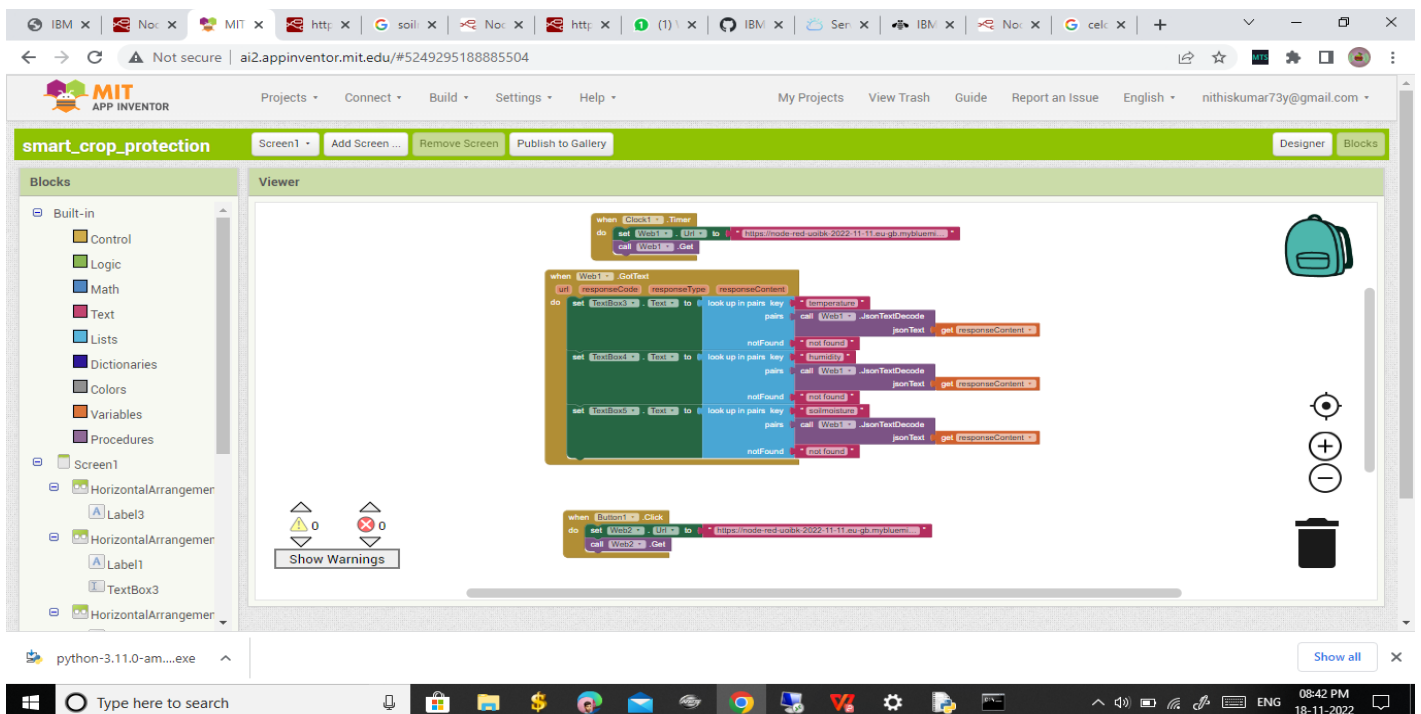 IBM
Noc
MIT
http
G soil
Noc
http
(1)
IBM
Sen
IBM
Noc
G celc
Not secure | ai2.appinventor.mit.edu/#5249295188885504
MTS
MIT
APP INVENTOR
Projects
Connect
Build
Settings
Help
My Projects
View Trash
Guide
Report an Issue
English
nithiskumar73y@gmail.com
smart_crop_protection
Screen1
Add Screen ...
Remove Screen
Publish to Gallery
Designer
Blocks
Blocks
Viewer
Built-in
Control
Logic
Math
Text
Lists
Dictionaries
Colors
Variables
Procedures
Screen1
HorizontalArrangemen
A Label3
HorizontalArrangemen
A Label1
TextBox3
HorizontalArrangemen
when Clock1 .Timer
do set Web1 . Url to " https://node-red-uoibk-2022-11-11.eu-gb.mybluemi... "
call Web1 .Get
when Web1 .GotText
url responseCode responseType responseContent
do set TextBox3 . Text to look up in pairs key " temperature "
pairs call Web1 .JsonTextDecode
jsonText get responseContent
notFound " not found "
set TextBox4 . Text to look up in pairs key " humidity "
pairs call Web1 .JsonTextDecode
jsonText get responseContent
notFound " not found "
set TextBox5 . Text to look up in pairs key " soilmoisture "
pairs call Web1 .JsonTextDecode
jsonText get responseContent
notFound " not found "
when Button1 .Click
do set Web2 . Url to " https://node-red-uoibk-2022-11-11.eu-gb.mybluemi... "
call Web2 .Get
0
0
Show Warnings
python-3.11.0-am....exe
Show all
Type here to search
ENG
08:42 PM
18-11-2022